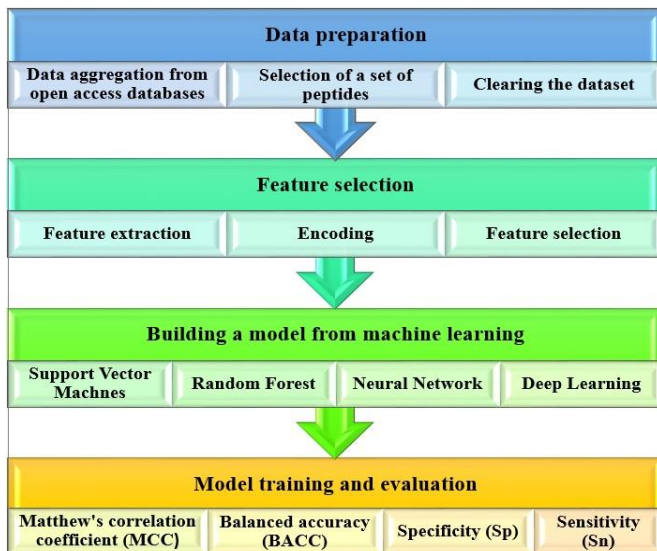 Data preparation
Data aggregation from
open access databases
Selection of a set of
peptides
Clearing the dataset
Feature selection
Feature extraction
Encoding
Feature selection
Building a model from machine learning
Support Vector
Machnes
Random Forest
Neural Network
Deep Learning
Model training and evaluation
Matthew's correlation
coefficient (MCC)
Balanced accuracy
(BACC)
Specificity (Sp)
Sensitivity
(Sn)